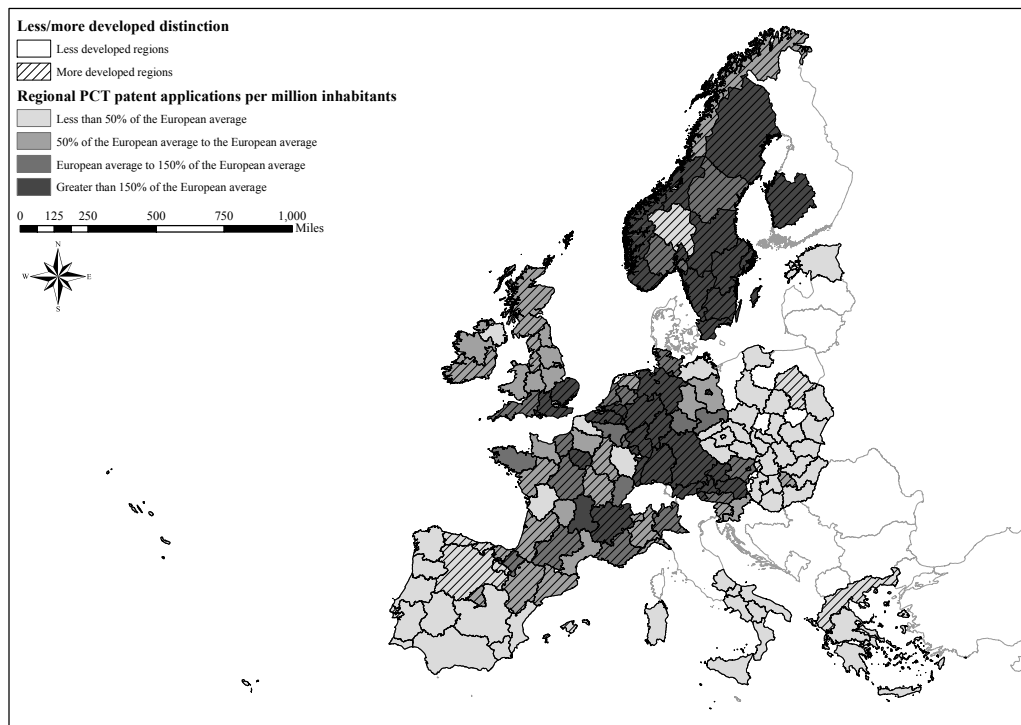 Less/more developed distinction
Less developed regions
More developed regions
Regional PCT patent applications per million inhabitants
Less than 50% of the European average
50% of the European average to the European average
European average to 150% of the European average
Greater than 150% of the European average
0 125 250 500 750 1,000
Miles
N
W E
S